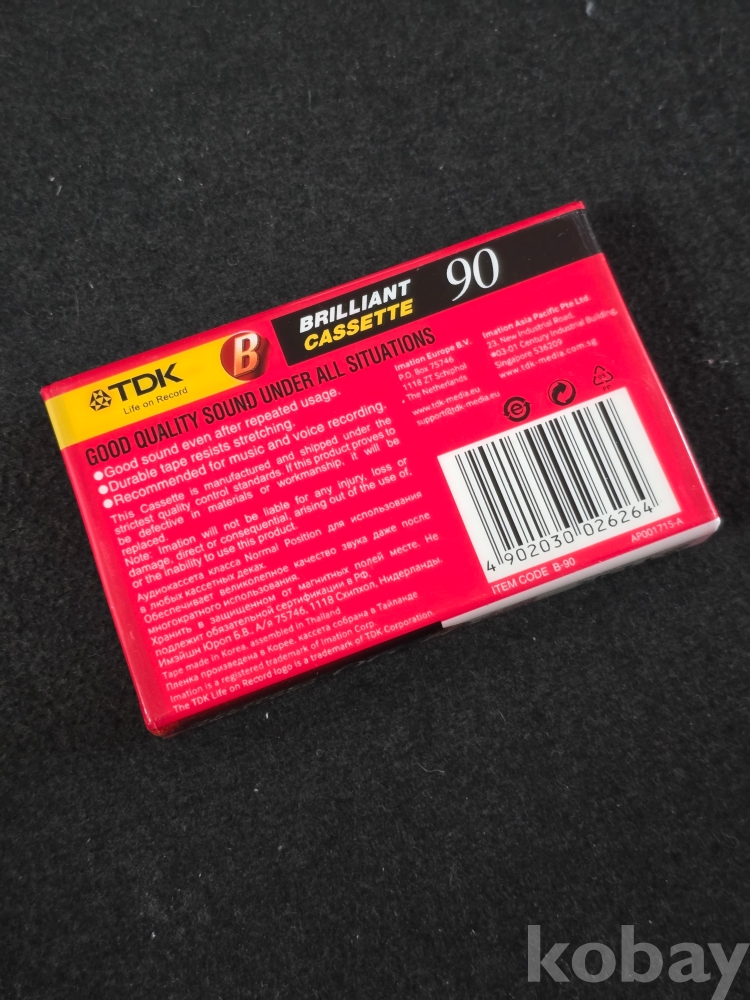 TDK
Life on Record
B
BRILLIANT
CASSETTE
90
GOOD QUALITY SOUND UNDER ALL SITUATIONS
●Good sound even after repeated usage.
●Durable tape resists stretching.
●Recommended for music and voice recording.
This Cassette is manufactured and shipped under the
strictest quality control standards. If this product proves to
be defective in materials or workmanship, it will be
replaced.
Note: Imation will not be liable for any injury, loss or
damage, direct or consequential, arising out of the use of,
or the inability to use this product.
Аудиокассета класса Normal Position для использования
в любых кассетных деках.
Обеспечивает великолепное качество звука даже после
многократного использования.
Хранить в защищенном от магнитных полей месте. Не
подлежит обязательной сертификации в РФ.
Имэйшн Юроп Б.В., А/я 75746, 1118 Схипхол, Нидерланды.
Tape made in Korea, assembled in Thailand
Пленка произведена в Корее, кассета собрана в Тайланде
Imation is a registered trademark of Imation Corp.
The TDK Life on Record logo is a trademark of TDK Corporation.
Imation Europe B.V.
P.O. Box 75746
1118 ZT Schiphol
The Netherlands
www.tdk-media.eu
support@tdk-media.eu
Imation Asia Pacific Pte Ltd.
23, New Industrial Road,
#03-01 Century Industrial Building,
Singapore 536209
www.tdk-media.com.sg
4 902030 026264
ITEM CODE B-90
AP001715-A
kobay